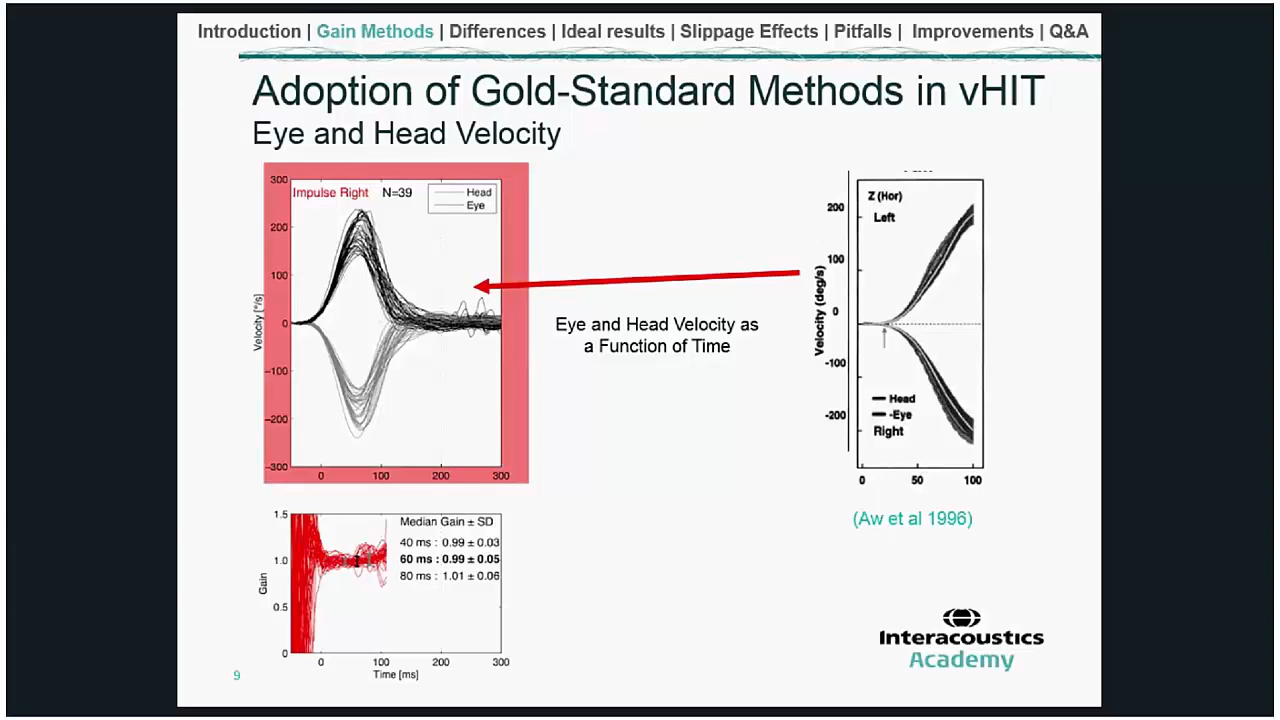 Introduction | Gain Methods | Differences | Ideal results | Slippage Effects | Pitfalls | Improvements | Q&A
Adoption of Gold-Standard Methods in vHIT
Eye and Head Velocity
Impulse Right N=39
Head
Eye
300
200
100
0
-100
-200
-300
Velocity [°/s]
0 100 200 300
Eye and Head Velocity as
a Function of Time
Z (Hor)
Left
200
100
0
-100
-200
Velocity (deg/s)
Head
-Eye
Right
0 50 100
(Aw et al 1996)
Median Gain ± SD
40 ms : 0.99 ± 0.03
60 ms : 0.99 ± 0.05
80 ms : 1.01 ± 0.06
1.5
1.0
0.5
0
Gain
0 100 200 300
Time [ms]
Interacoustics
Academy
9